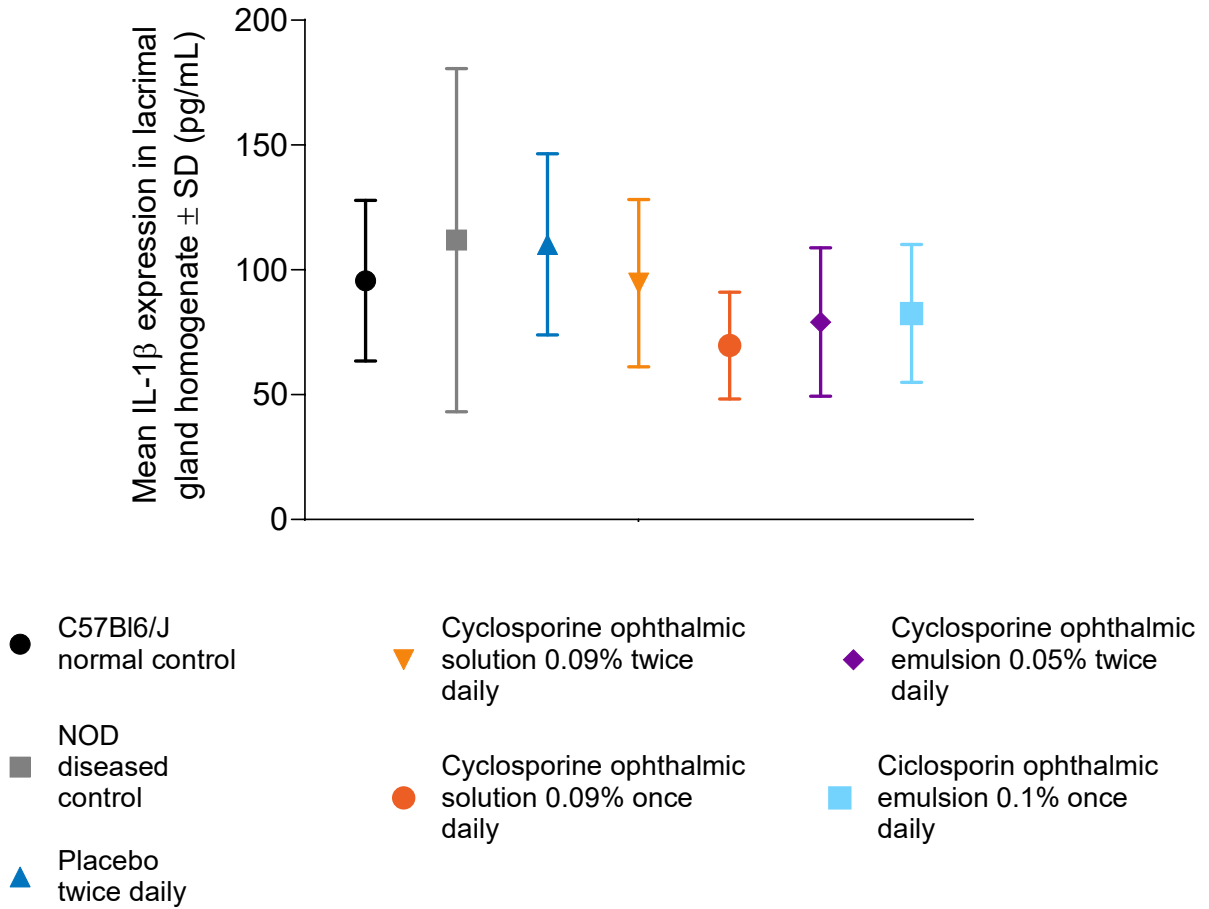 Mean IL-1β expression in lacrimal
gland homogenate ± SD (pg/mL)
200
150
100
50
0
C57Bl6/J
normal control
NOD
diseased
control
Placebo
twice daily
Cyclosporine ophthalmic
solution 0.09% twice
daily
Cyclosporine ophthalmic
solution 0.09% once
daily
Cyclosporine ophthalmic
emulsion 0.05% twice
daily
Ciclosporin ophthalmic
emulsion 0.1% once
daily